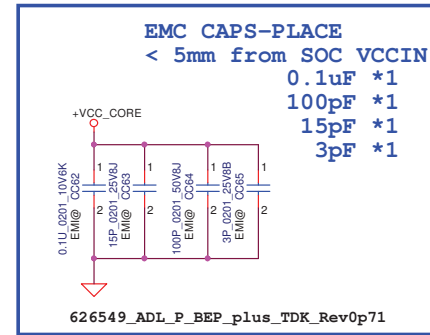 EMC CAPS-PLACE
< 5mm from SOC VCCIN
0.1uF *1
100pF *1
15pF *1
3pF *1
+VCC_CORE
0.1U_0201_10V6K
EMI@ CC62
1
2
15P_0201_25V8J
EMI@ CC63
1
2
100P_0201_50V8J
EMI@ CC64
1
2
3P_0201_25V8B
EMI@ CC65
1
2
626549_ADL_P_BEP_plus_TDK_Rev0p71